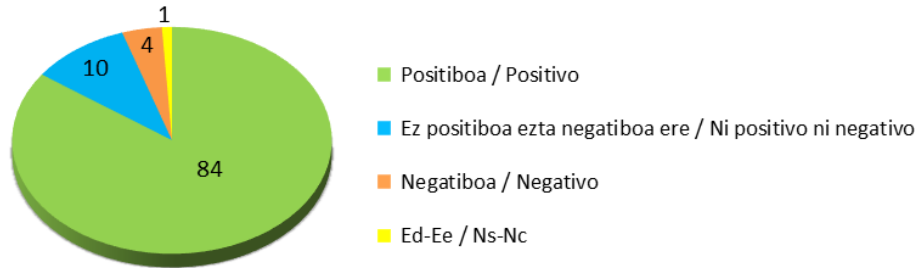 1
4
10
84
Positiboa / Positivo
Ez positiboa ezta negatiboa ere / Ni positivo ni negativo
Negatiboa / Negativo
Ed-Ee / Ns-Nc